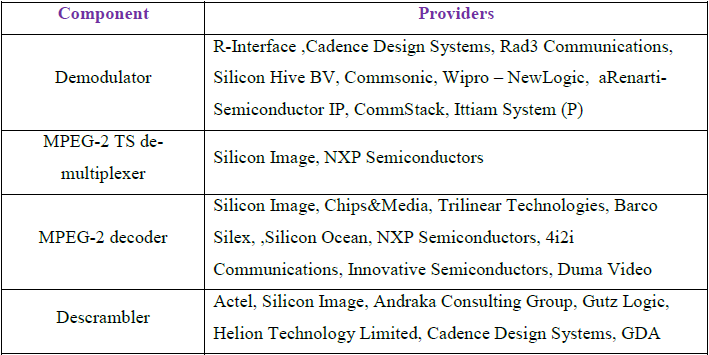 Component Providers
Demodulator
R-Interface ,Cadence Design Systems, Rad3 Communications,
Silicon Hive BV, Commsonic, Wipro – NewLogic, aRenarti-
Semiconductor IP, CommStack, Ittiam System (P)
MPEG-2 TS de-
multiplexer
Silicon Image, NXP Semiconductors
MPEG-2 decoder
Silicon Image, Chips&Media, Trilinear Technologies, Barco
Silex, ,Silicon Ocean, NXP Semiconductors, 4i2i
Communications, Innovative Semiconductors, Duma Video
Descrambler
Actel, Silicon Image, Andraka Consulting Group, Gutz Logic,
Helion Technology Limited, Cadence Design Systems, GDA